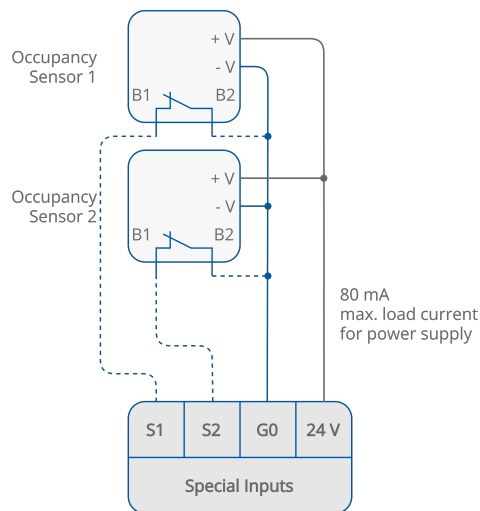 + V
Occupancy
Sensor 1
- V
B1
B2
+ V
Occupancy
Sensor 2
- V
B1
B2
80 mA
max. load current
for power supply
S1
S2
G0
24 V
Special Inputs